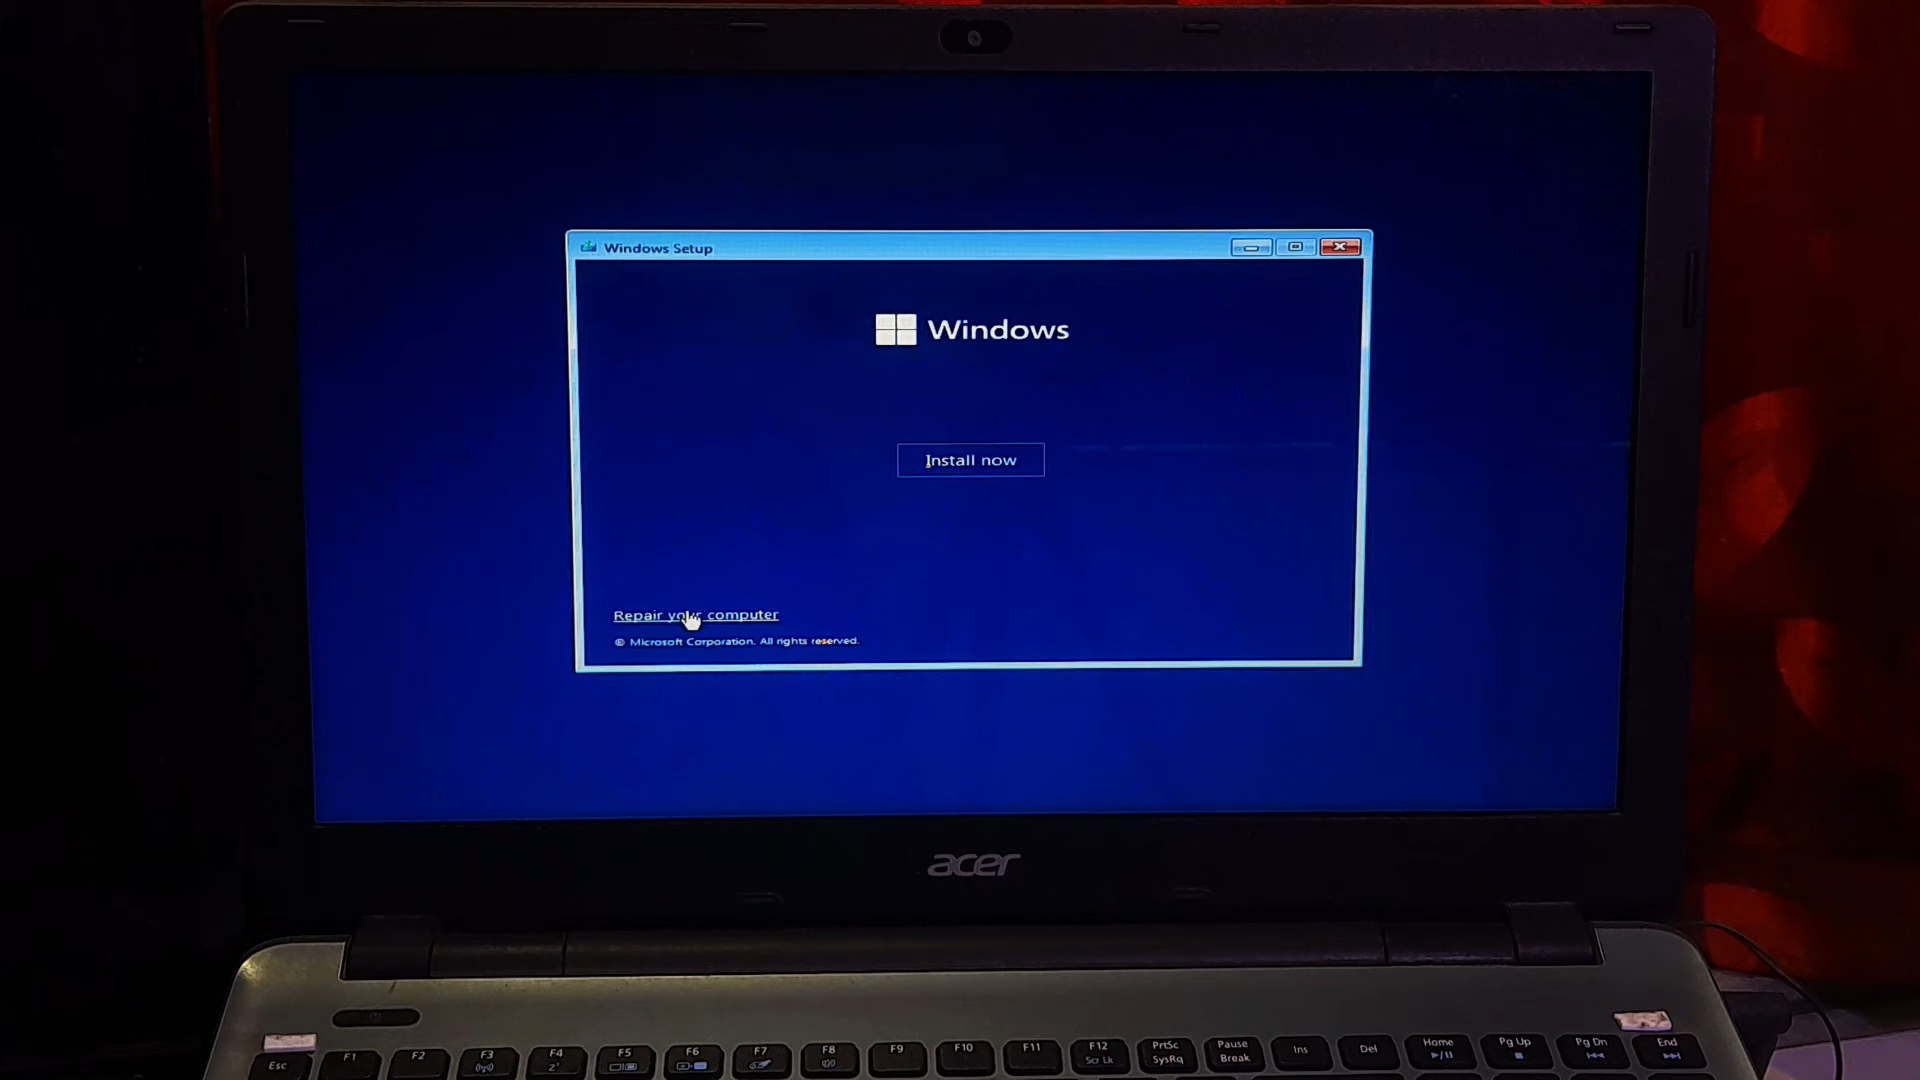 Windows Setup
Windows
Install now
Repair your computer
© Microsoft Corporation. All rights reserved.
acer
Esc
F1
F2
F3
F4
F5
F6
F7
F8
F9
F10
F11
F12
Scr Lk
PrtSc
SysRq
Pause
Break
Ins
Del
Home
Pg Up
Pg Dn
End